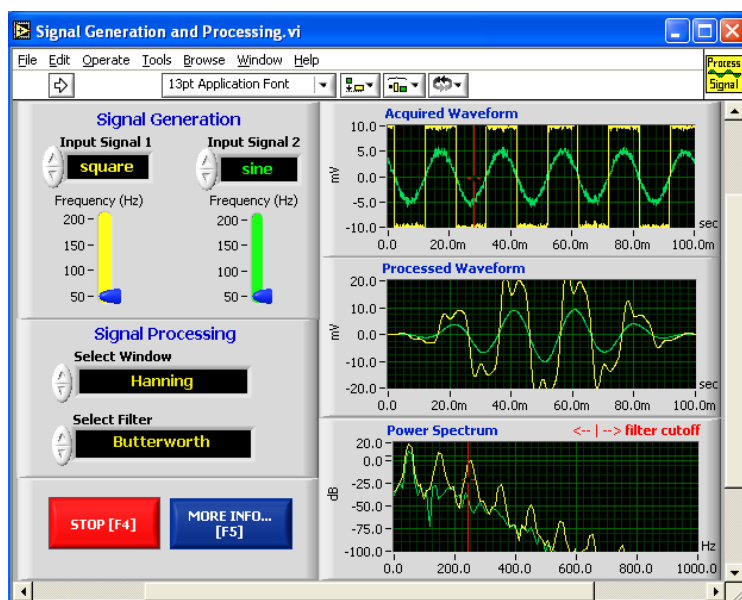 Signal Generation and Processing.vi
File Edit Operate Tools Browse Window Help
13pt Application Font
Process
Signal
Signal Generation
Input Signal 1
square
Input Signal 2
sine
Frequency (Hz)
200
150
100
50
Frequency (Hz)
200
150
100
50
Signal Processing
Select Window
Hanning
Select Filter
Butterworth
STOP [F4]
MORE INFO...
[F5]
Acquired Waveform
mV
10.0
5.0
0.0
-5.0
-10.0
sec
0.0 20.0m 40.0m 60.0m 80.0m 100.0m
Processed Waveform
mV
20.0
10.0
0.0
-10.0
-20.0
sec
0.0 20.0m 40.0m 60.0m 80.0m 100.0m
Power Spectrum <-- | --> filter cutoff
dB
20.0
0.0
-25.0
-50.0
-75.0
-100.0
Hz
0.0 200.0 400.0 600.0 800.0 1000.0